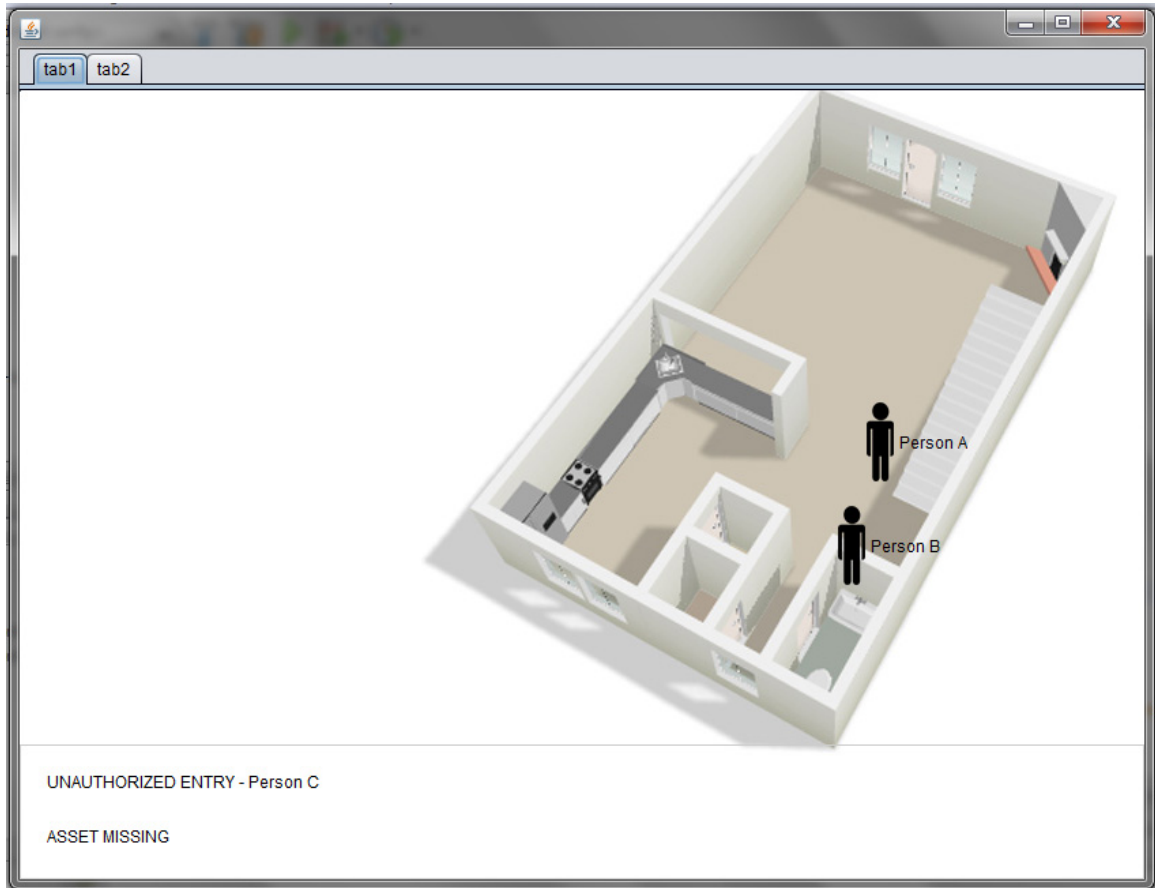 tab1 tab2
Person A
Person B
UNAUTHORIZED ENTRY - Person C
ASSET MISSING